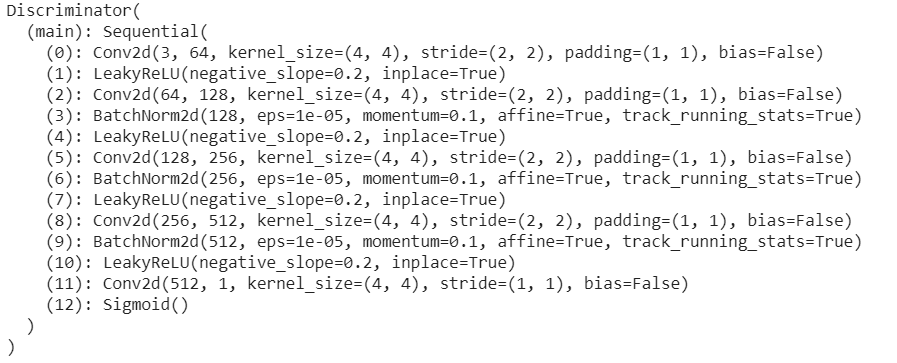 Discriminator(
  (main): Sequential(
    (0): Conv2d(3, 64, kernel_size=(4, 4), stride=(2, 2), padding=(1, 1), bias=False)
    (1): LeakyReLU(negative_slope=0.2, inplace=True)
    (2): Conv2d(64, 128, kernel_size=(4, 4), stride=(2, 2), padding=(1, 1), bias=False)
    (3): BatchNorm2d(128, eps=1e-05, momentum=0.1, affine=True, track_running_stats=True)
    (4): LeakyReLU(negative_slope=0.2, inplace=True)
    (5): Conv2d(128, 256, kernel_size=(4, 4), stride=(2, 2), padding=(1, 1), bias=False)
    (6): BatchNorm2d(256, eps=1e-05, momentum=0.1, affine=True, track_running_stats=True)
    (7): LeakyReLU(negative_slope=0.2, inplace=True)
    (8): Conv2d(256, 512, kernel_size=(4, 4), stride=(2, 2), padding=(1, 1), bias=False)
    (9): BatchNorm2d(512, eps=1e-05, momentum=0.1, affine=True, track_running_stats=True)
    (10): LeakyReLU(negative_slope=0.2, inplace=True)
    (11): Conv2d(512, 1, kernel_size=(4, 4), stride=(1, 1), bias=False)
    (12): Sigmoid()
  )
)